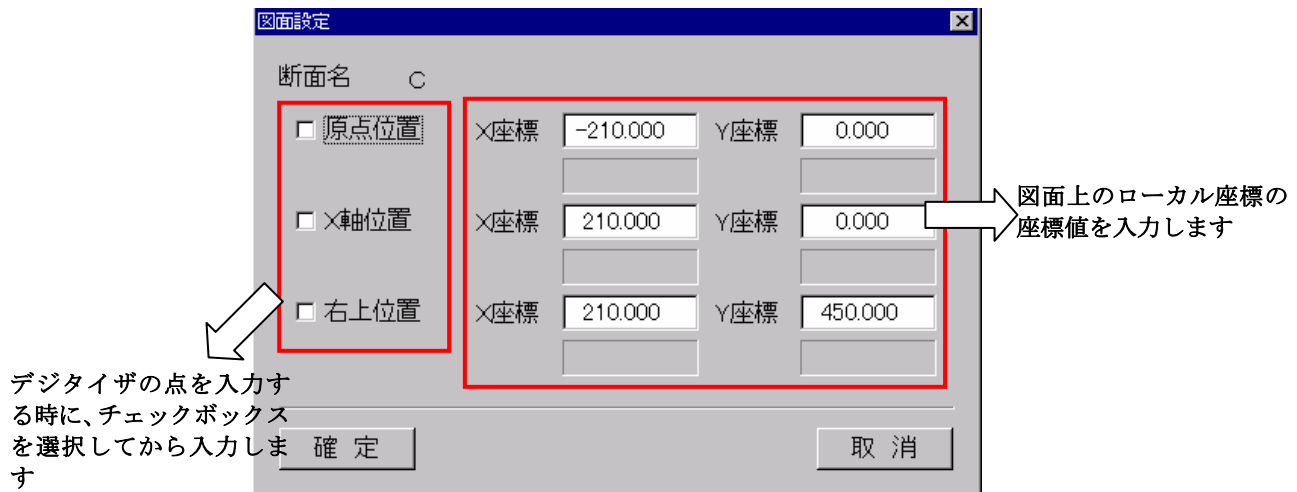 図面設定
断面名 C
原点位置 X座標 -210.000 Y座標 0.000
X軸位置 X座標 210.000 Y座標 0.000
右上位置 X座標 210.000 Y座標 450.000
図面上のローカル座標の
座標値を入力します
デジタイザの点を入力す
る時に、チェックボックス
を選択してから入力しま
す
確 定 取 消